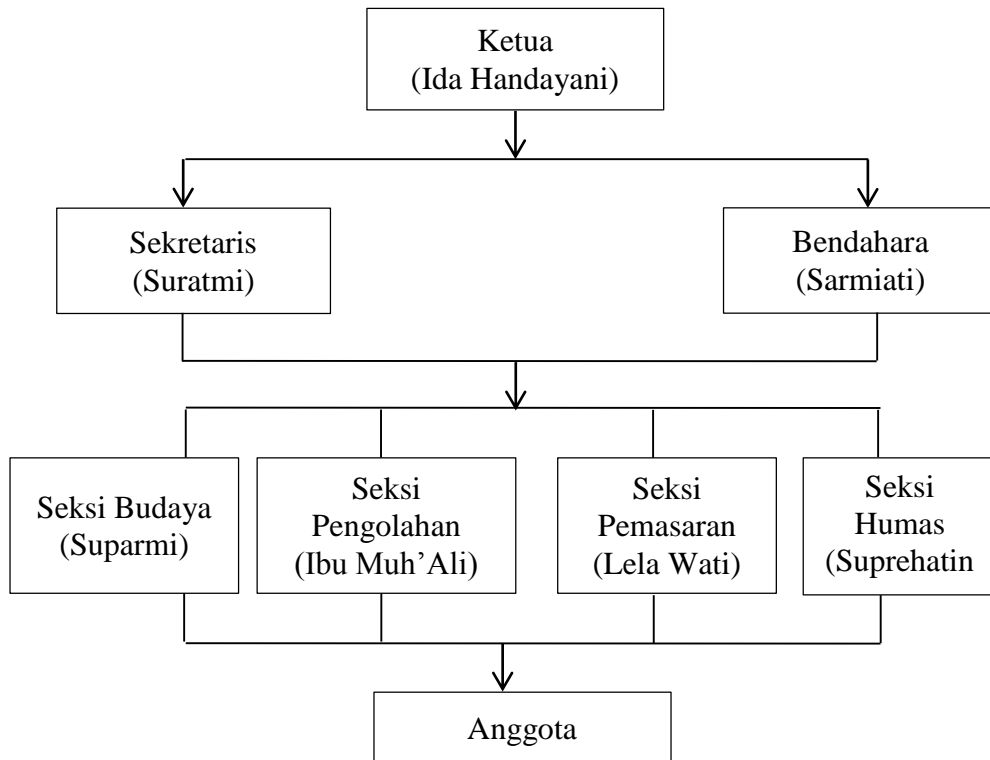 Ketua
(Ida Handayani)
Sekretaris
(Suratmi)
Bendahara
(Sarmiati)
Seksi Budaya
(Suparmi)
Seksi
Pengolahan
(Ibu Muh’Ali)
Seksi
Pemasaran
(Lela Wati)
Seksi
Humas
(Suprehatin
Anggota